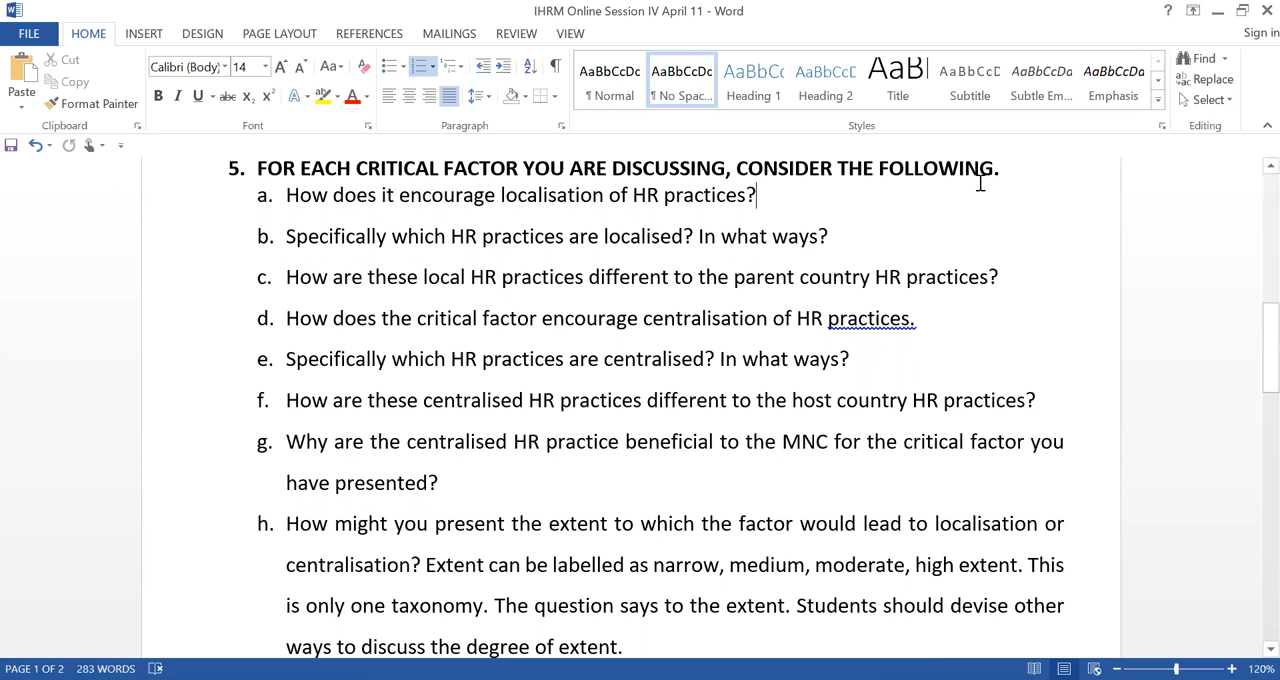 IHRM Online Session IV April 11 - Word
Sign in
FILE HOME INSERT DESIGN PAGE LAYOUT REFERENCES MAILINGS REVIEW VIEW
Paste
Cut
Copy
Format Painter
Clipboard
Calibri (Body) 14
Aa
B I U abc X₂ X²
Font
Paragraph
AaBbCcDc AaBbCcDc AaBbCc AaBbCcD AaBl AaBbCcD AaBbCcDa AaBbCcDa
¶ Normal ¶ No Spac... Heading 1 Heading 2 Title Subtitle Subtle Em... Emphasis
Styles
Find
Replace
Select
Editing
5. FOR EACH CRITICAL FACTOR YOU ARE DISCUSSING, CONSIDER THE FOLLOWING.
a. How does it encourage localisation of HR practices?
b. Specifically which HR practices are localised? In what ways?
c. How are these local HR practices different to the parent country HR practices?
d. How does the critical factor encourage centralisation of HR practices.
e. Specifically which HR practices are centralised? In what ways?
f. How are these centralised HR practices different to the host country HR practices?
g. Why are the centralised HR practice beneficial to the MNC for the critical factor you
have presented?
h. How might you present the extent to which the factor would lead to localisation or
centralisation? Extent can be labelled as narrow, medium, moderate, high extent. This
is only one taxonomy. The question says to the extent. Students should devise other
ways to discuss the degree of extent.
PAGE 1 OF 2 283 WORDS
120%